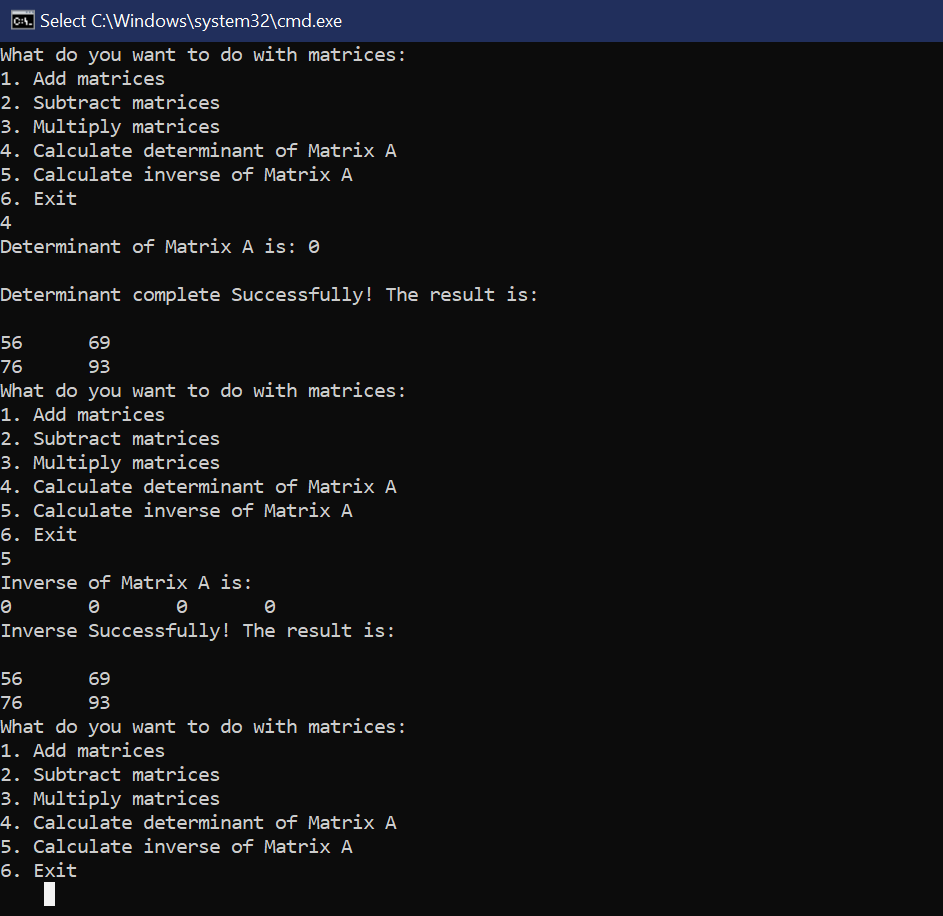 Select C:\Windows\system32\cmd.exe
What do you want to do with matrices:
1. Add matrices
2. Subtract matrices
3. Multiply matrices
4. Calculate determinant of Matrix A
5. Calculate inverse of Matrix A
6. Exit
4
Determinant of Matrix A is: 0
Determinant complete Successfully! The result is:
56 69
76 93
What do you want to do with matrices:
1. Add matrices
2. Subtract matrices
3. Multiply matrices
4. Calculate determinant of Matrix A
5. Calculate inverse of Matrix A
6. Exit
5
Inverse of Matrix A is:
0 0 0 0
Inverse Successfully! The result is:
56 69
76 93
What do you want to do with matrices:
1. Add matrices
2. Subtract matrices
3. Multiply matrices
4. Calculate determinant of Matrix A
5. Calculate inverse of Matrix A
6. Exit